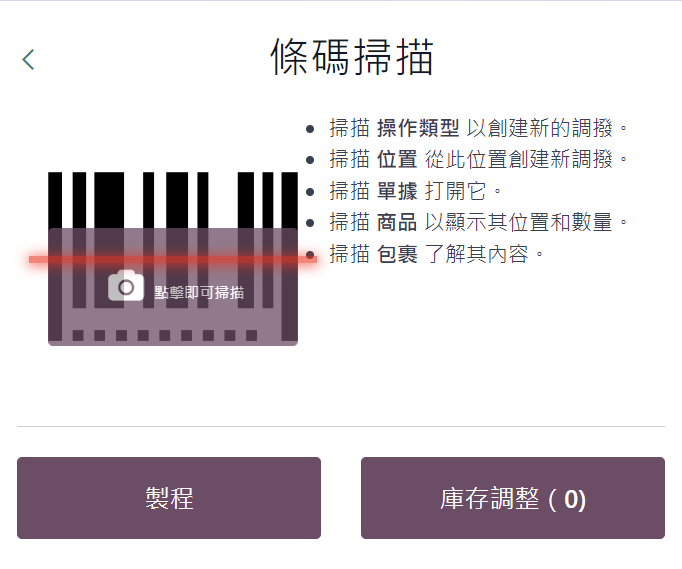 條碼掃描
掃描 操作類型 以創建新的調撥。
掃描 位置 從此位置創建新調撥。
掃描 單據 打開它。
掃描 商品 以顯示其位置和數量。
掃描 包裹 了解其內容。
點擊即可掃描
製程
庫存調整 ( 0)